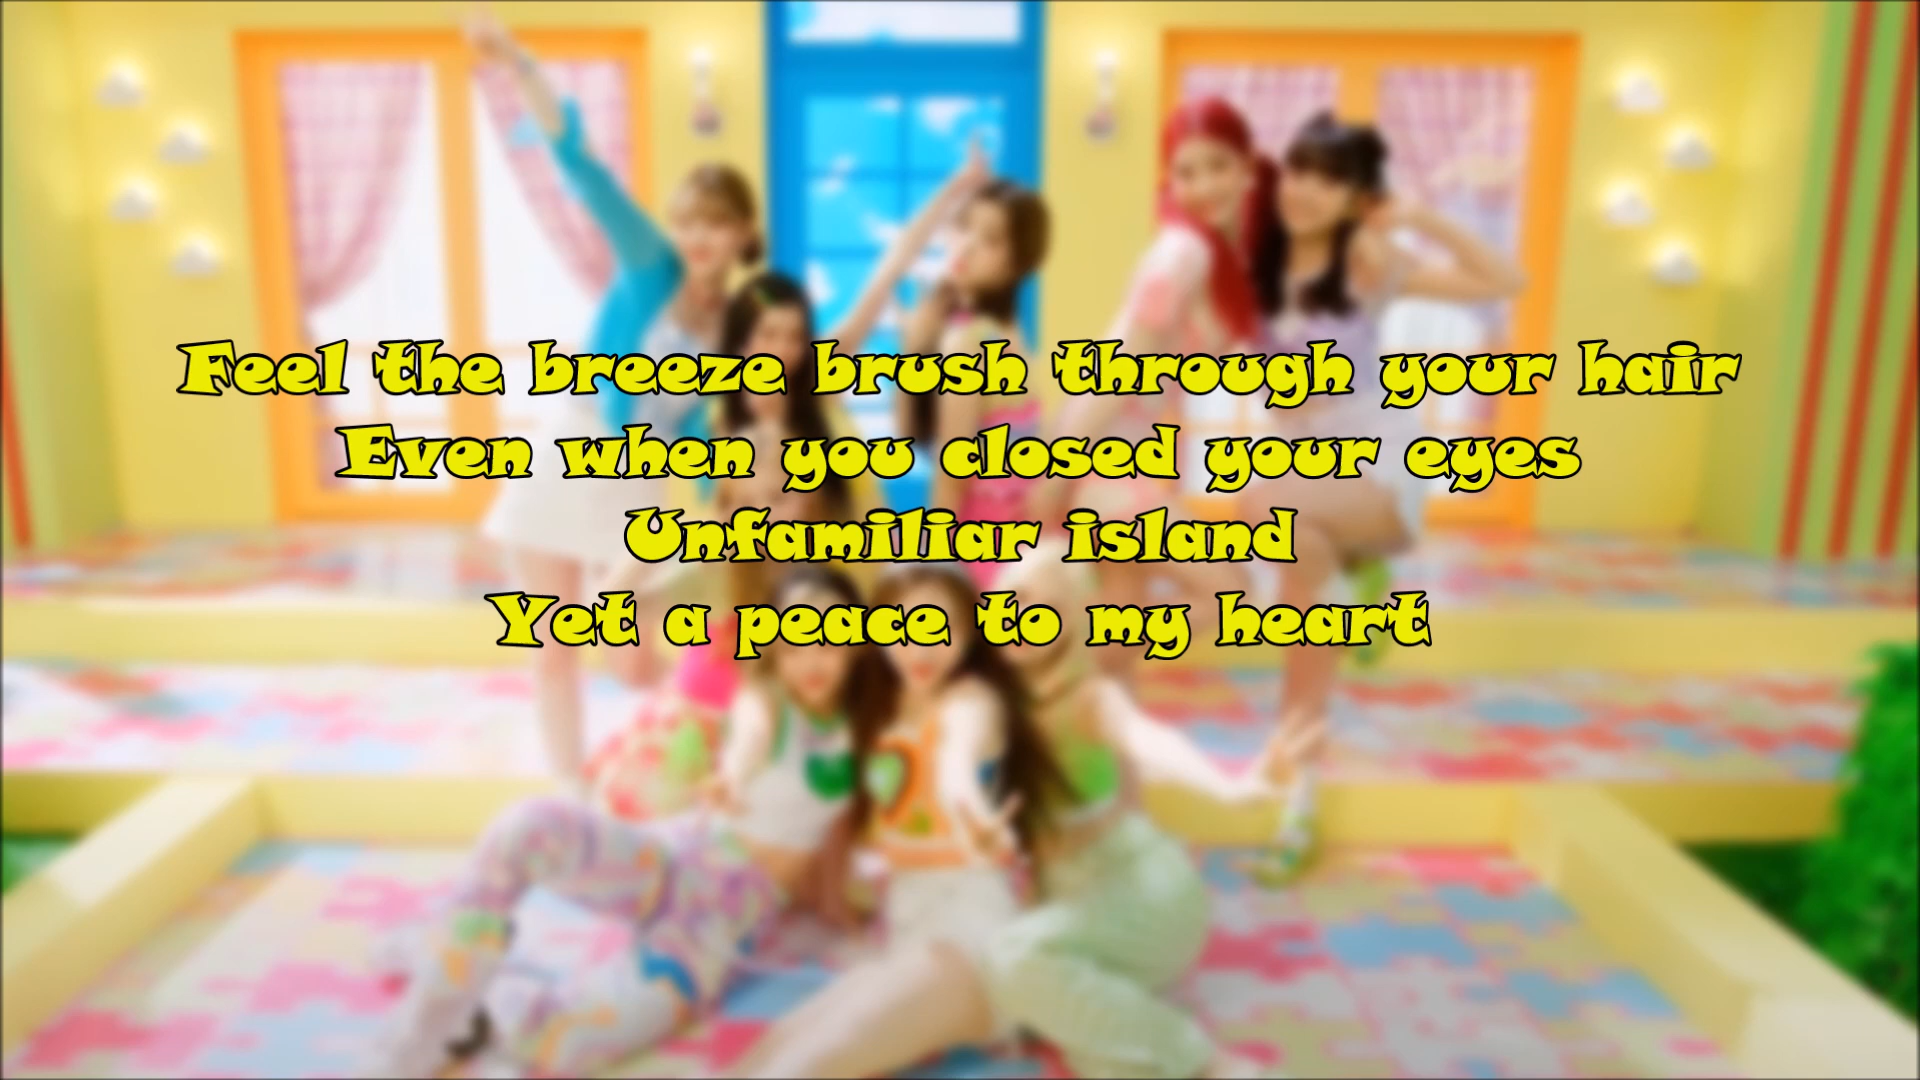 Feel the breeze brush through your hair
Even when you closed your eyes
Unfamiliar island
Yet a peace to my heart